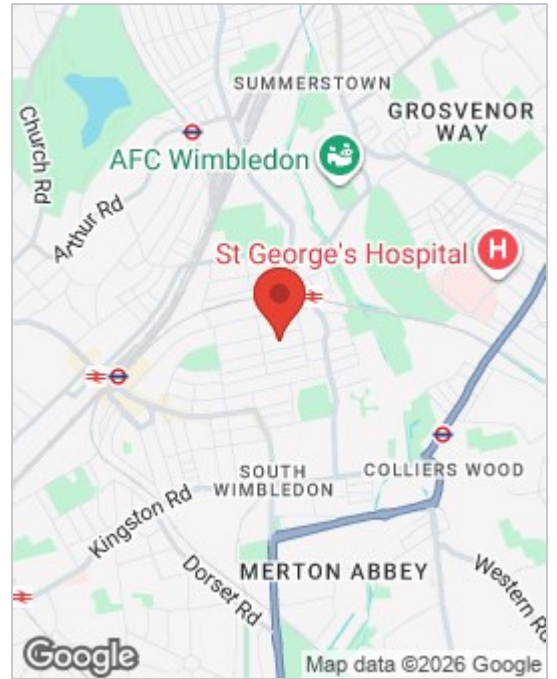 SUMMERSTOWN
GROSVENOR
WAY
Church Rd
AFC Wimbledon
Arthur Rd
St George's Hospital
H
SOUTH
WIMBLEDON
COLLIERS WOOD
Kingston Rd
MERTON ABBEY
Dorset Rd
Western Rd
Google
Map data ©2026 Google